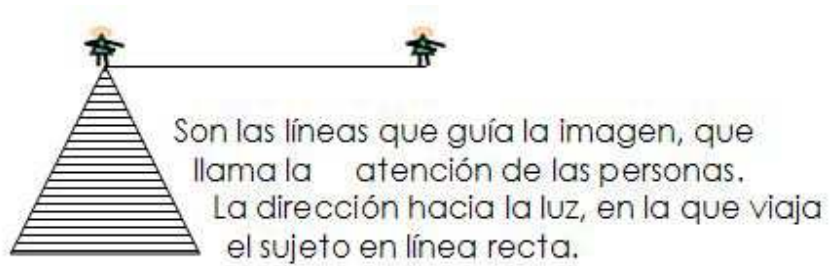 Son las líneas que guía la imagen, que
llama la atención de las personas.
La dirección hacia la luz, en la que viaja
el sujeto en línea recta.